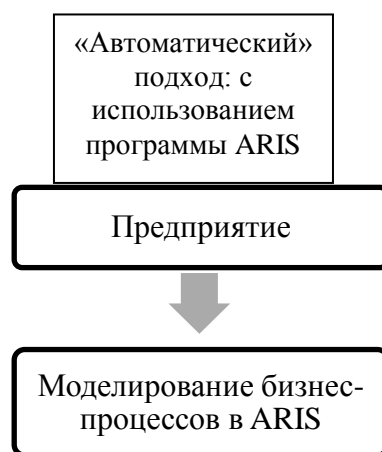 «Автоматический»
подход: с
использованием
программы ARIS
Предприятие
Моделирование бизнес-
процессов в ARIS